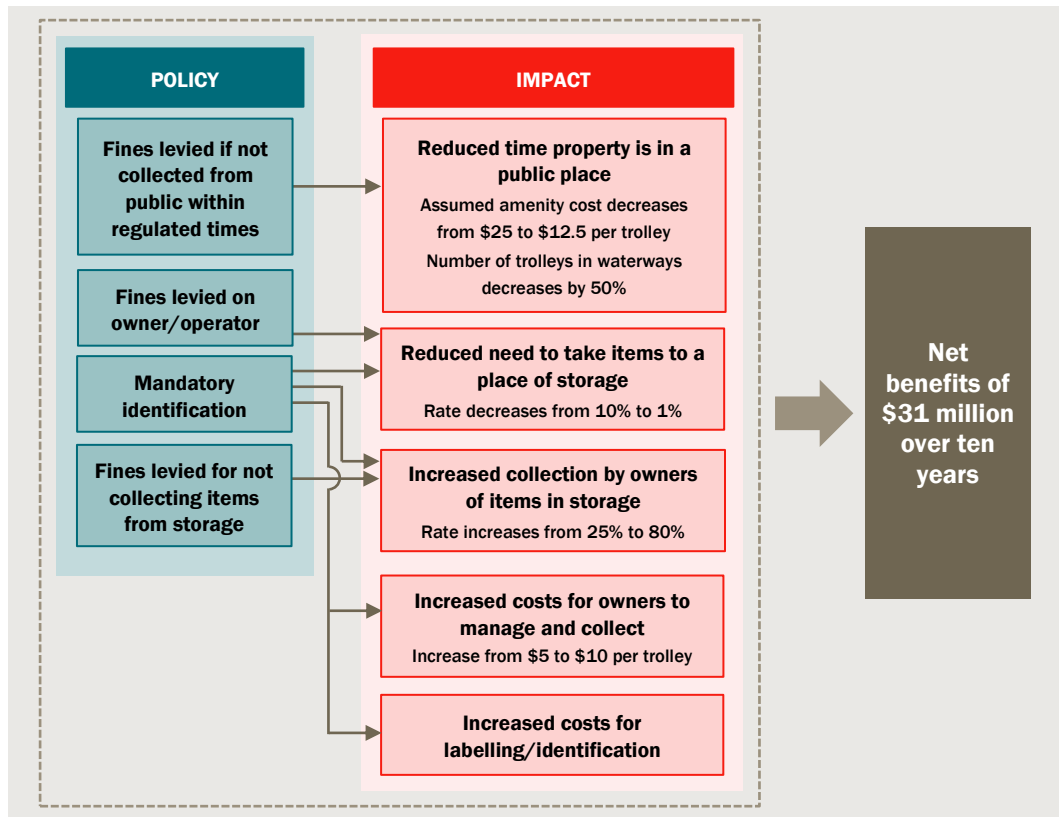 POLICY
Fines levied if not
collected from
public within
regulated times
Fines levied on
owner/operator
Mandatory
identification
Fines levied for not
collecting items
from storage
IMPACT
Reduced time property is in a
public place
Assumed amenity cost decreases
from $25 to $12.5 per trolley
Number of trolleys in waterways
decreases by 50%
Reduced need to take items to a
place of storage
Rate decreases from 10% to 1%
Increased collection by owners
of items in storage
Rate increases from 25% to 80%
Increased costs for owners to
manage and collect
Increase from $5 to $10 per trolley
Increased costs for
labelling/identification
Net
benefits of
$31 million
over ten
years